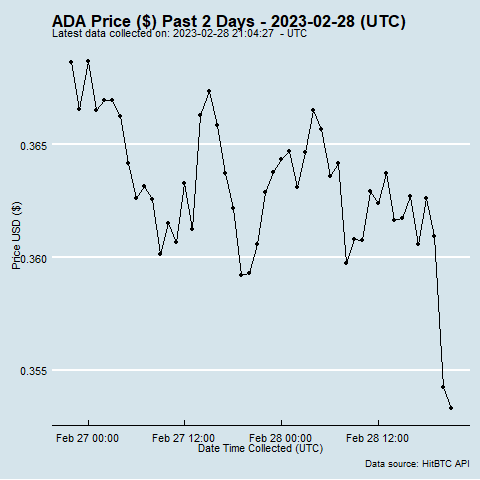 ADA Price ($) Past 2 Days - 2023-02-28 (UTC)
Latest data collected on: 2023-02-28 21:04:27 - UTC
0.365
0.360
0.355
Price USD ($)
Feb 27 00:00 Feb 27 12:00 Feb 28 00:00 Feb 28 12:00
Date Time Collected (UTC)
Data source: HitBTC API